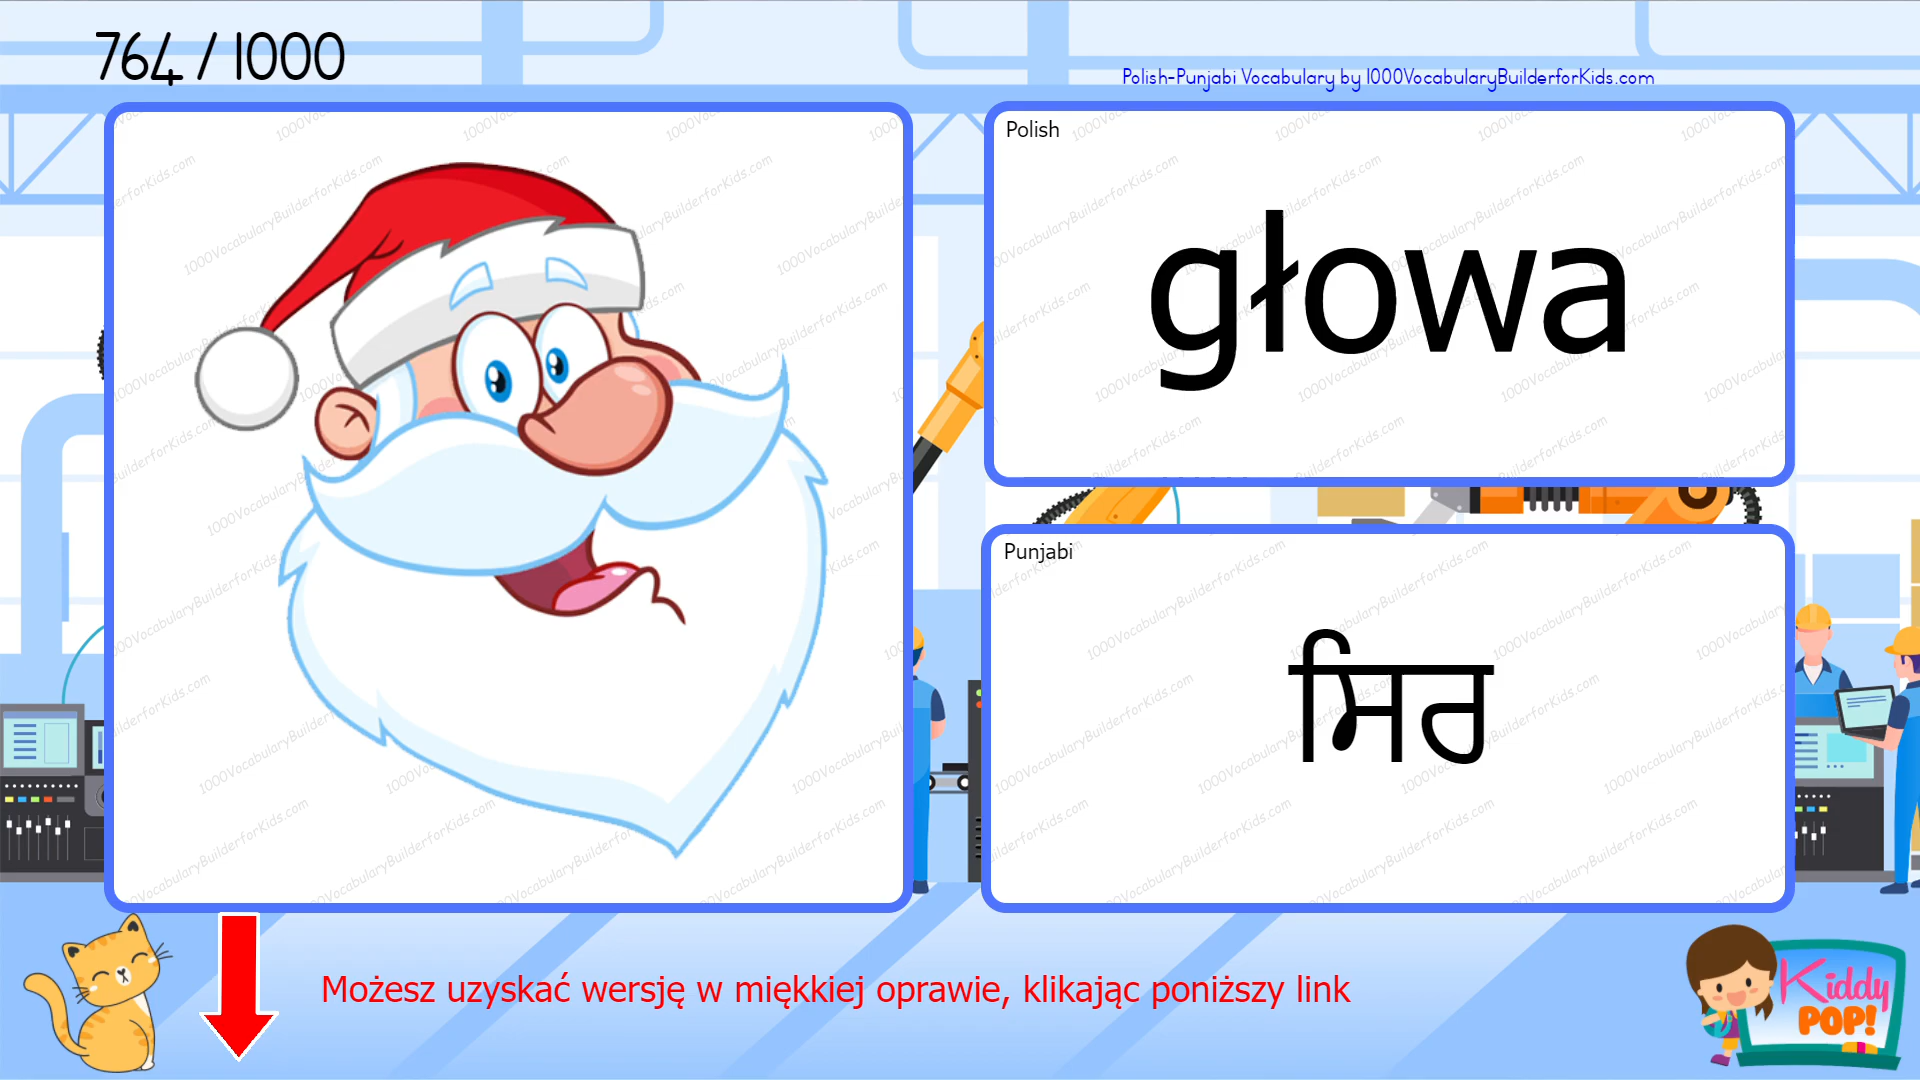 764 / 1000
Polish-Punjabi Vocabulary by 1000VocabularyBuilderforKids.com
Polish
głowa
Punjabi
ਸਿਰ
Możesz uzyskać wersję w miękkiej oprawie, klikając poniższy link
Kiddy
POP!